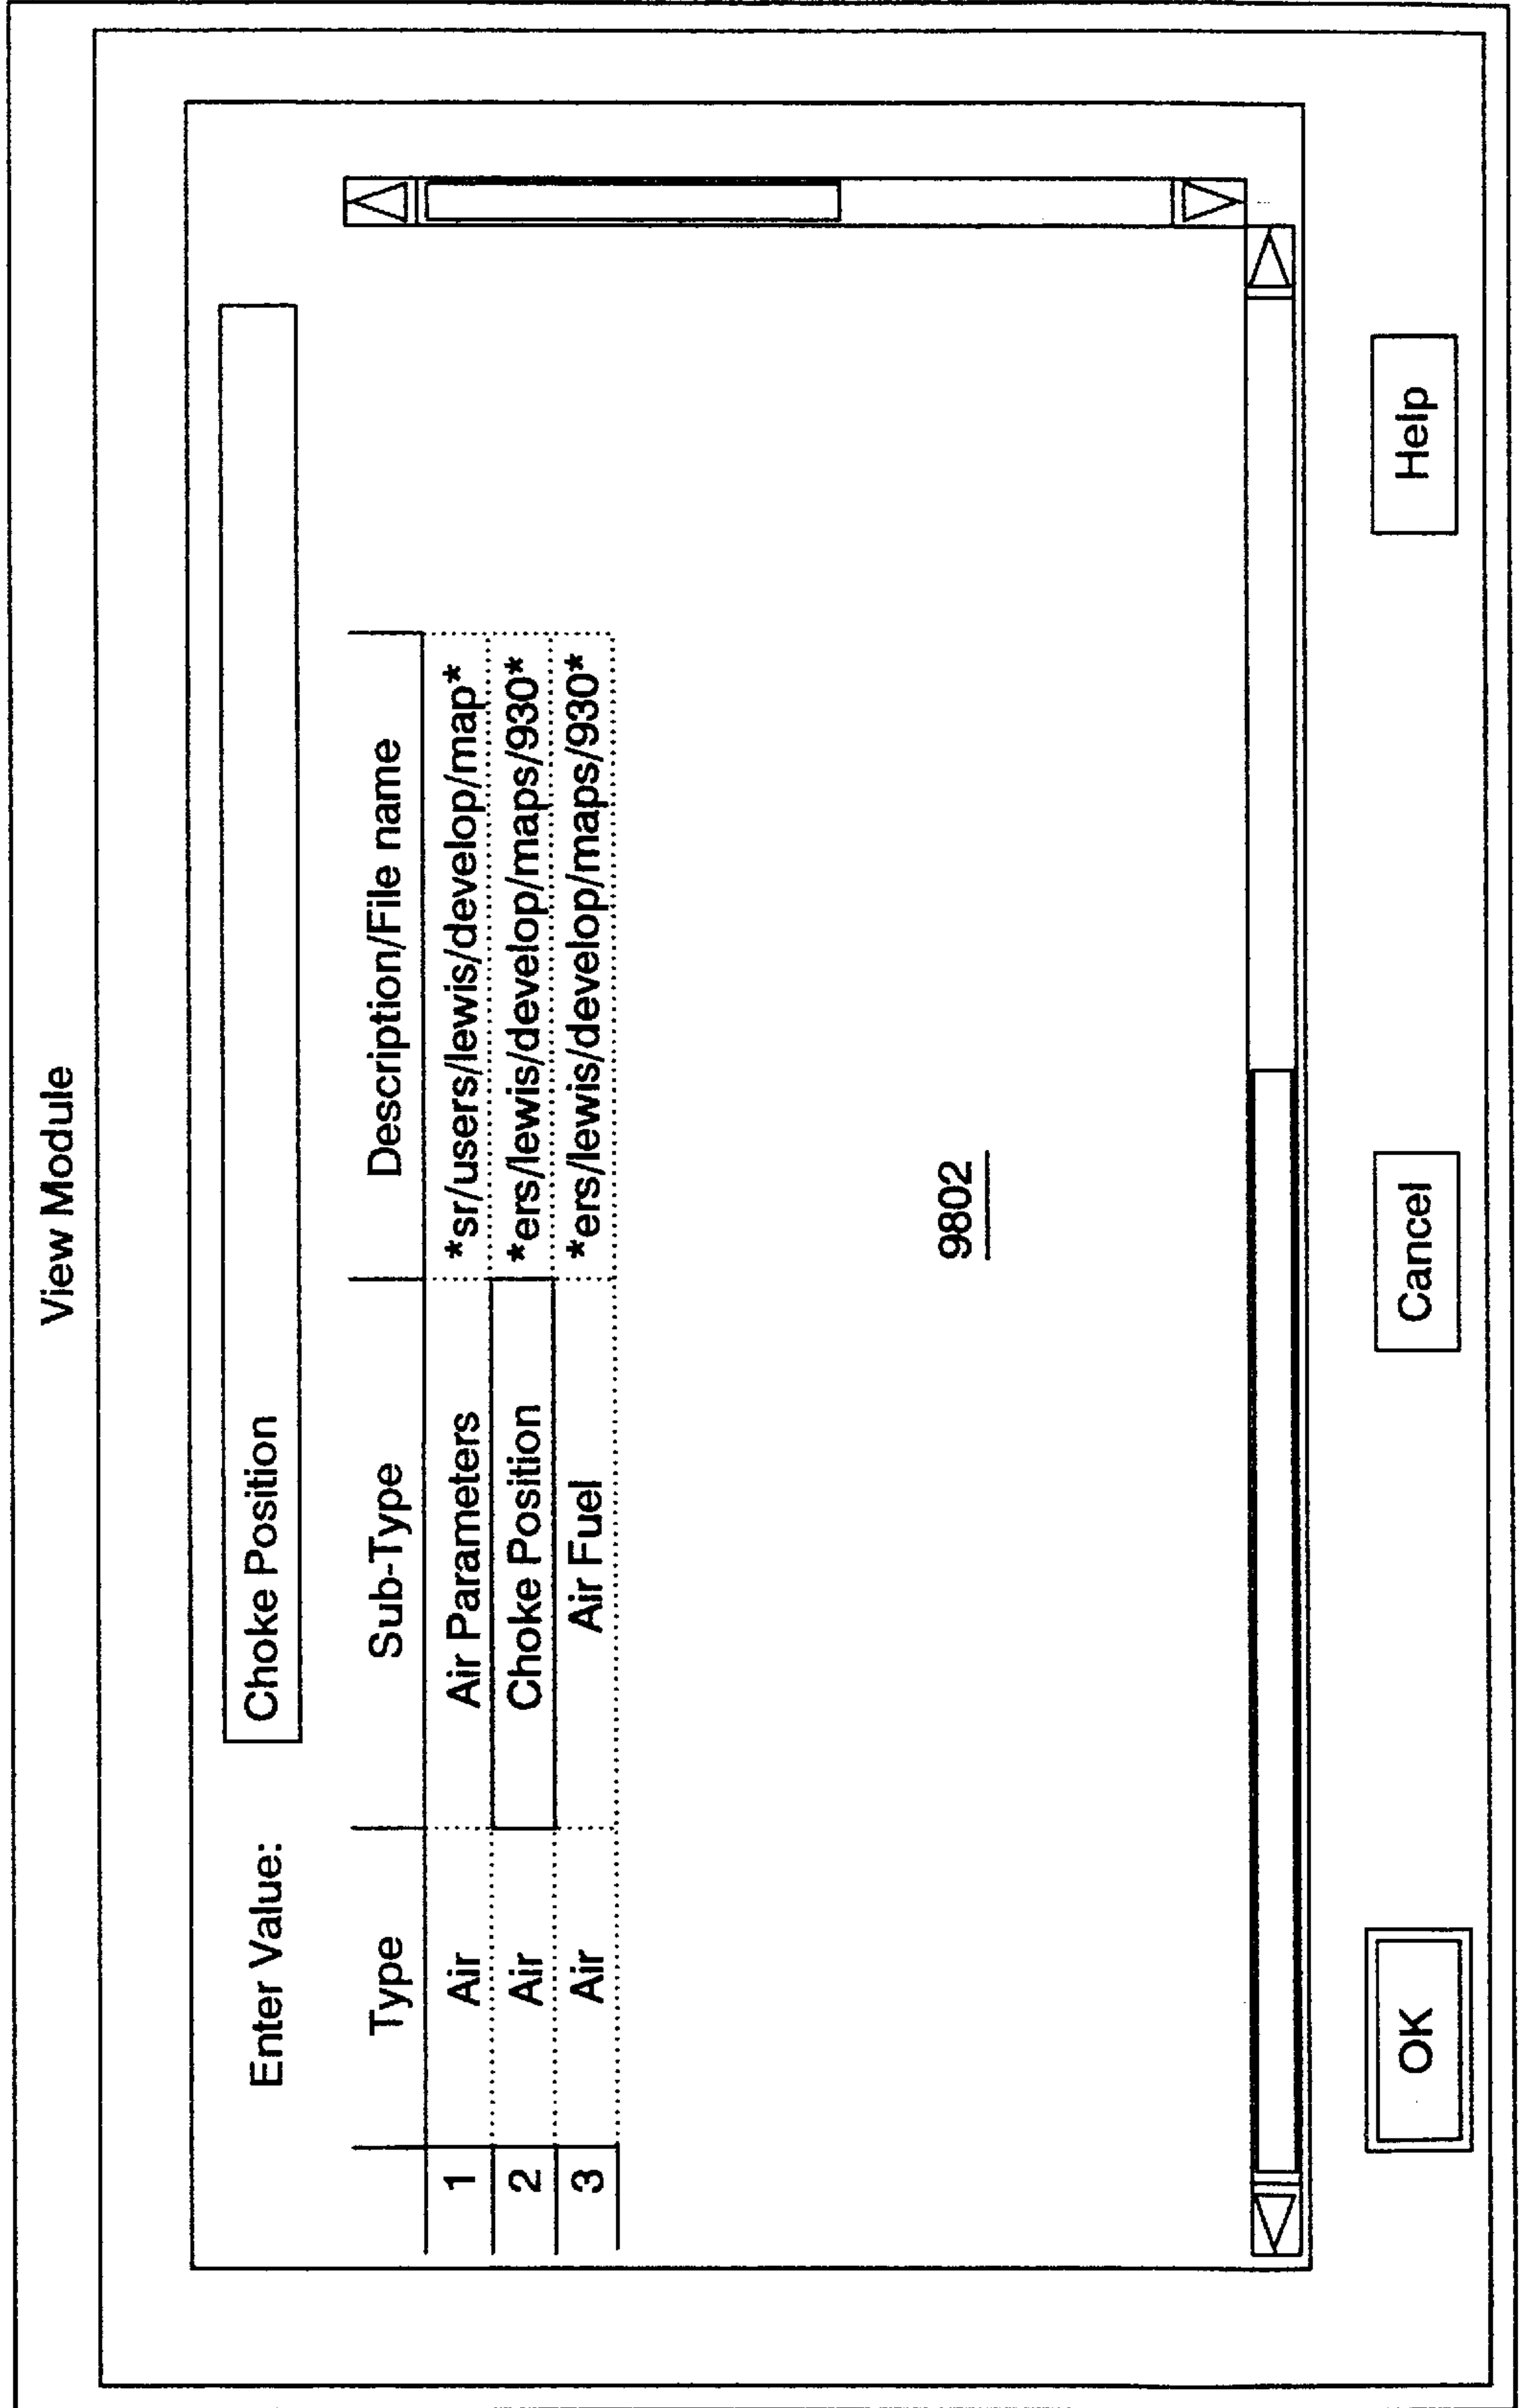 View Module
Enter Value: Choke Position
Type Sub-Type Description/File name
1 Air Air Parameters *sr/users/lewis/develop/map*
2 Air Choke Position *ers/lewis/develop/maps/930*
3 Air Air Fuel *ers/lewis/develop/maps/930*
9802
OK Cancel Help